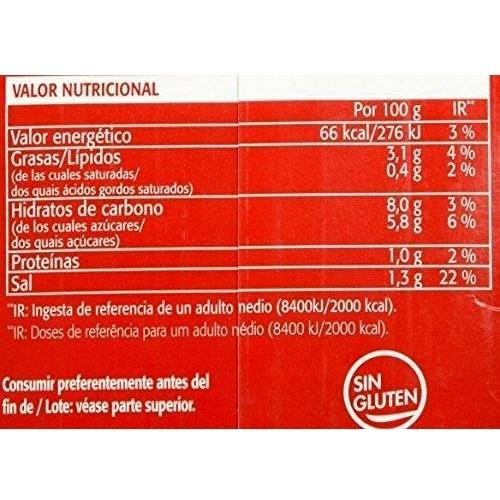 VALOR NUTRICIONAL
Por 100 g IR**
Valor energético 66 kcal/276 kJ 3 %
Grasas/Lípidos 3,1 g 4 %
(de las cuales saturadas/ 0,4 g 2 %
dos quais ácidos gordos saturados)
Hidratos de carbono 8,0 g 3 %
(de los cuales azúcares/ 5,8 g 6 %
dos quais açúcares)
Proteínas 1,0 g 2 %
Sal 1,3 g 22 %
**IR: Ingesta de referencia de un adulto medio (8400kJ/2000 kcal).
**IR: Doses de referência para um adulto médio (8400 kJ/2000 kcal).
Consumir preferentemente antes del
fin de / Lote: véase parte superior.
SIN
GLUTEN